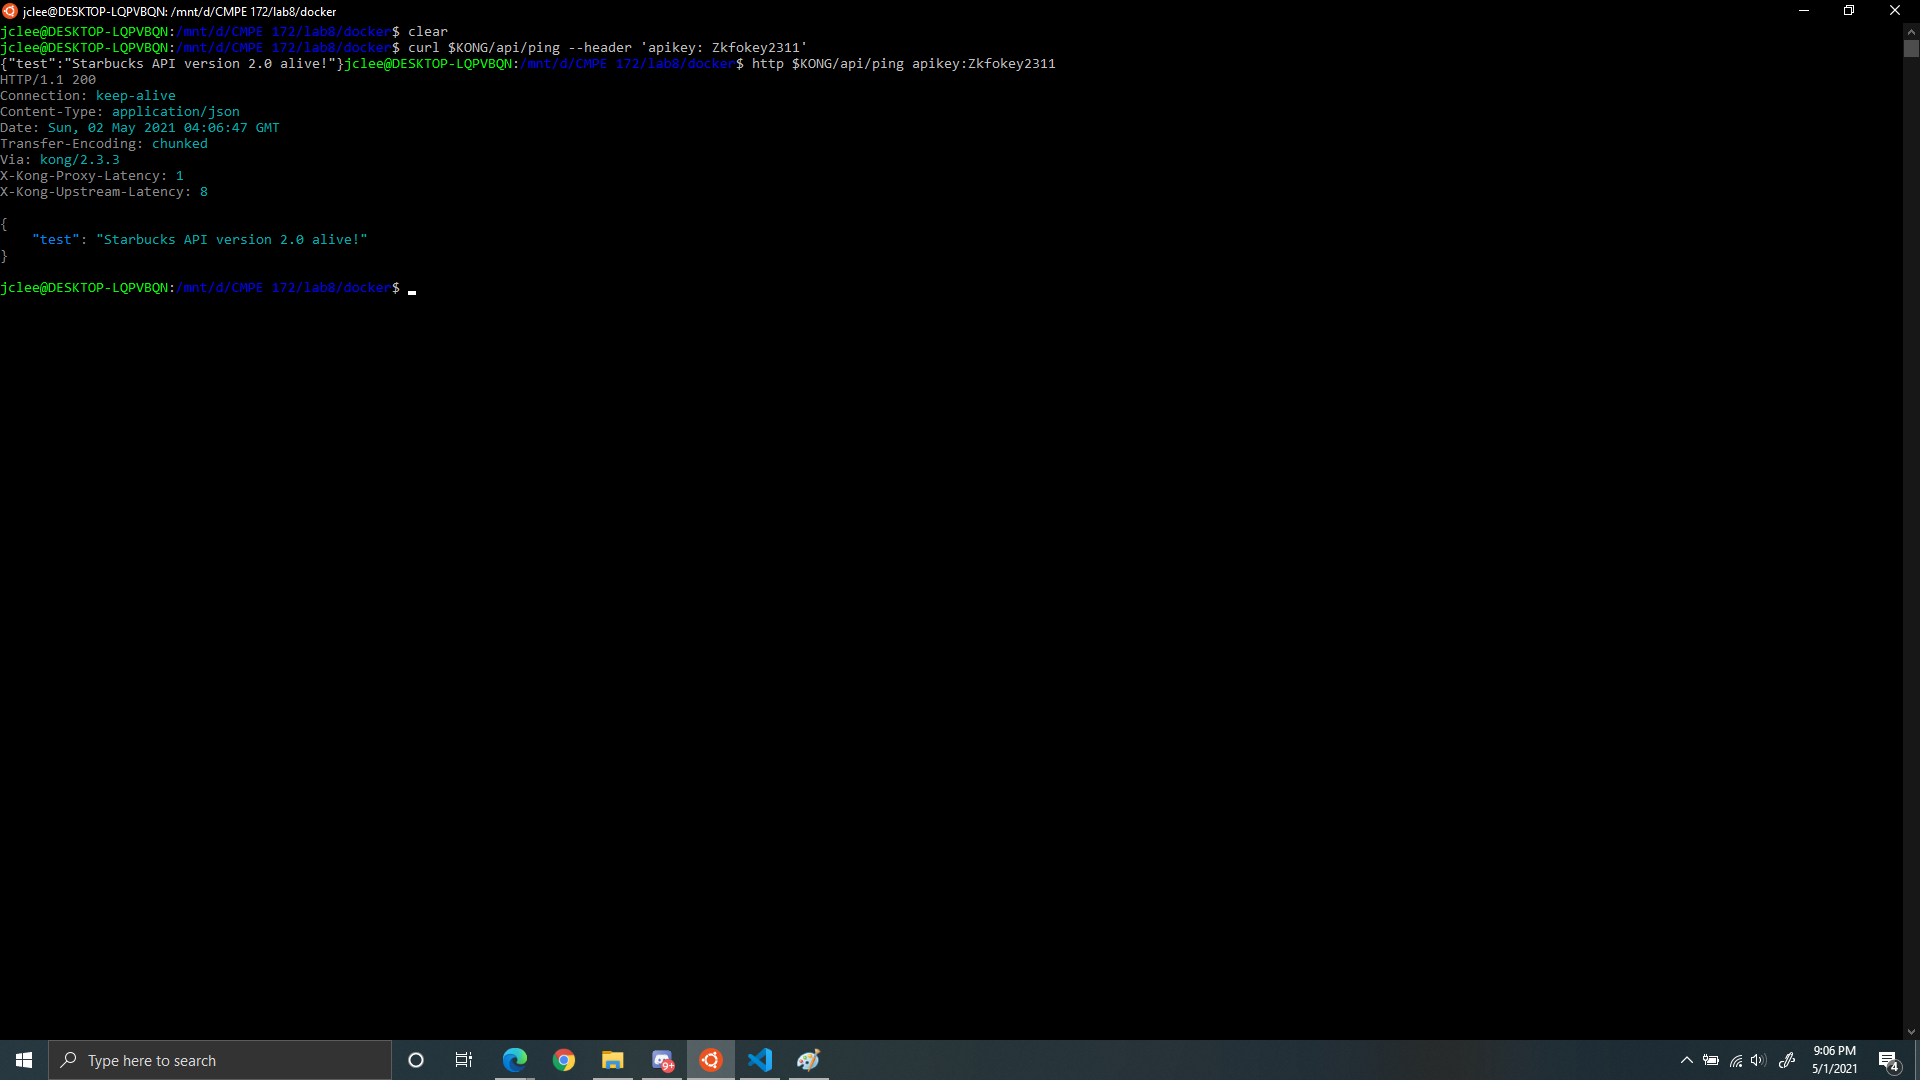 jclee@DESKTOP-LQPVBQN: /mnt/d/CMPE 172/lab8/docker
jclee@DESKTOP-LQPVBQN:/mnt/d/CMPE 172/lab8/docker$ clear
jclee@DESKTOP-LQPVBQN:/mnt/d/CMPE 172/lab8/docker$ curl $KONG/api/ping --header 'apikey: Zkfokey2311'
{"test":"Starbucks API version 2.0 alive!"}jclee@DESKTOP-LQPVBQN:/mnt/d/CMPE 172/lab8/docker$ http $KONG/api/ping apikey:Zkfokey2311
HTTP/1.1 200
Connection: keep-alive
Content-Type: application/json
Date: Sun, 02 May 2021 04:06:47 GMT
Transfer-Encoding: chunked
Via: kong/2.3.3
X-Kong-Proxy-Latency: 1
X-Kong-Upstream-Latency: 8
{
    "test": "Starbucks API version 2.0 alive!"
}
jclee@DESKTOP-LQPVBQN:/mnt/d/CMPE 172/lab8/docker$
Type here to search
9+
9:06 PM
5/1/2021
4